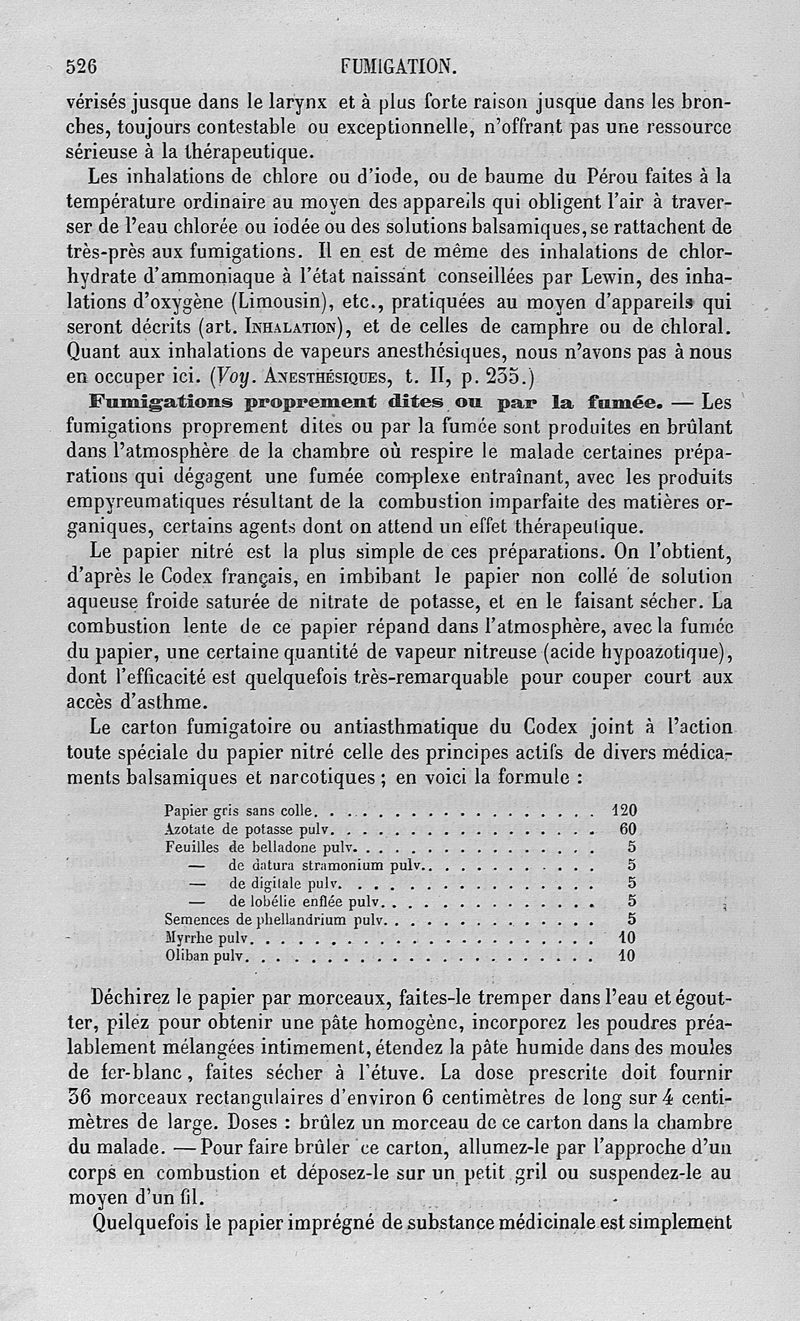 526 FUMIGATION.
vérisés jusque dans le larynx et à plus forte raison jusque dans les bron-
ches, toujours contestable ou exceptionnelle, n'offrant pas une ressource
sérieuse à la thérapeutique.
Les inhalations de chlore ou d'iode, ou de baume du Pérou faites à la
température ordinaire au moyen des appareils qui obligent l'air à traver-
ser de l'eau chlorée ou iodée ou des solutions balsamiques, se rattachent de
très-près aux fumigations. Il en est de même des inhalations de chlor-
hydrate d'ammoniaque à l'état naissant conseillées par Lewin, des inha-
lations d'oxygène (Limousin), etc., pratiquées au moyen d'appareils qui
seront décrits (art. INHALATION), et de celles de camphre ou de chloral.
Quant aux inhalations de vapeurs anesthésiques, nous n'avons pas à nous
en occuper ici. (Voy. ANESTHÉSIQUES, t. II, p. 235.)
Fumigations proprement dites ou par la fumée. — Les
fumigations proprement dites ou par la fumée sont produites en brûlant
dans l'atmosphère de la chambre où respire le malade certaines prépa-
rations qui dégagent une fumée complexe entraînant, avec les produits
empyreumatiques résultant de la combustion imparfaite des matières or-
ganiques, certains agents dont on attend un effet thérapeutique.
Le papier nitré est la plus simple de ces préparations. On l'obtient,
d'après le Codex français, en imbibant le papier non collé de solution
aqueuse froide saturée de nitrate de potasse, et en le faisant sécher. La
combustion lente de ce papier répand dans l'atmosphère, avec la fumée
du papier, une certaine quantité de vapeur nitreuse (acide hypoazotique),
dont l'efficacité est quelquefois très-remarquable pour couper court aux
accès d'asthme.
Le carton fumigatoire ou antiasthmatique du Codex joint à l'action
toute spéciale du papier nitré celle des principes actifs de divers médica-
ments balsamiques et narcotiques ; en voici la formule :
Papier gris sans colle. . . . . . . . . . . . . . . . . . 120
Azotate de potasse pulv. . . . . . . . . . . . . . . . . 60
Feuilles de belladone pulv. . . . . . . . . . . . . . . . 5
— de datura stramonium pulv. . . . . . . . . . . . 5
— de digitale pulv. . . . . . . . . . . . . . . . . 5
— de lobélie enflée pulv. . . . . . . . . . . . . . 5
Semences de phellandrium pulv. . . . . . . . . . . . . . 5
Myrrhe pulv. . . . . . . . . . . . . . . . . . . . . . . 10
Oliban pulv. . . . . . . . . . . . . . . . . . . . . . . 10
Déchirez le papier par morceaux, faites-le tremper dans l'eau et égout-
ter, pilez pour obtenir une pâte homogène, incorporez les poudres préa-
lablement mélangées intimement, étendez la pâte humide dans des moules
de fer-blanc, faites sécher à l'étuve. La dose prescrite doit fournir
36 morceaux rectangulaires d'environ 6 centimètres de long sur 4 centi-
mètres de large. Doses : brûlez un morceau de ce carton dans la chambre
du malade. — Pour faire brûler ce carton, allumez-le par l'approche d'un
corps en combustion et déposez-le sur un petit gril ou suspendez-le au
moyen d'un fil.
Quelquefois le papier imprégné de substance médicinale est simplement